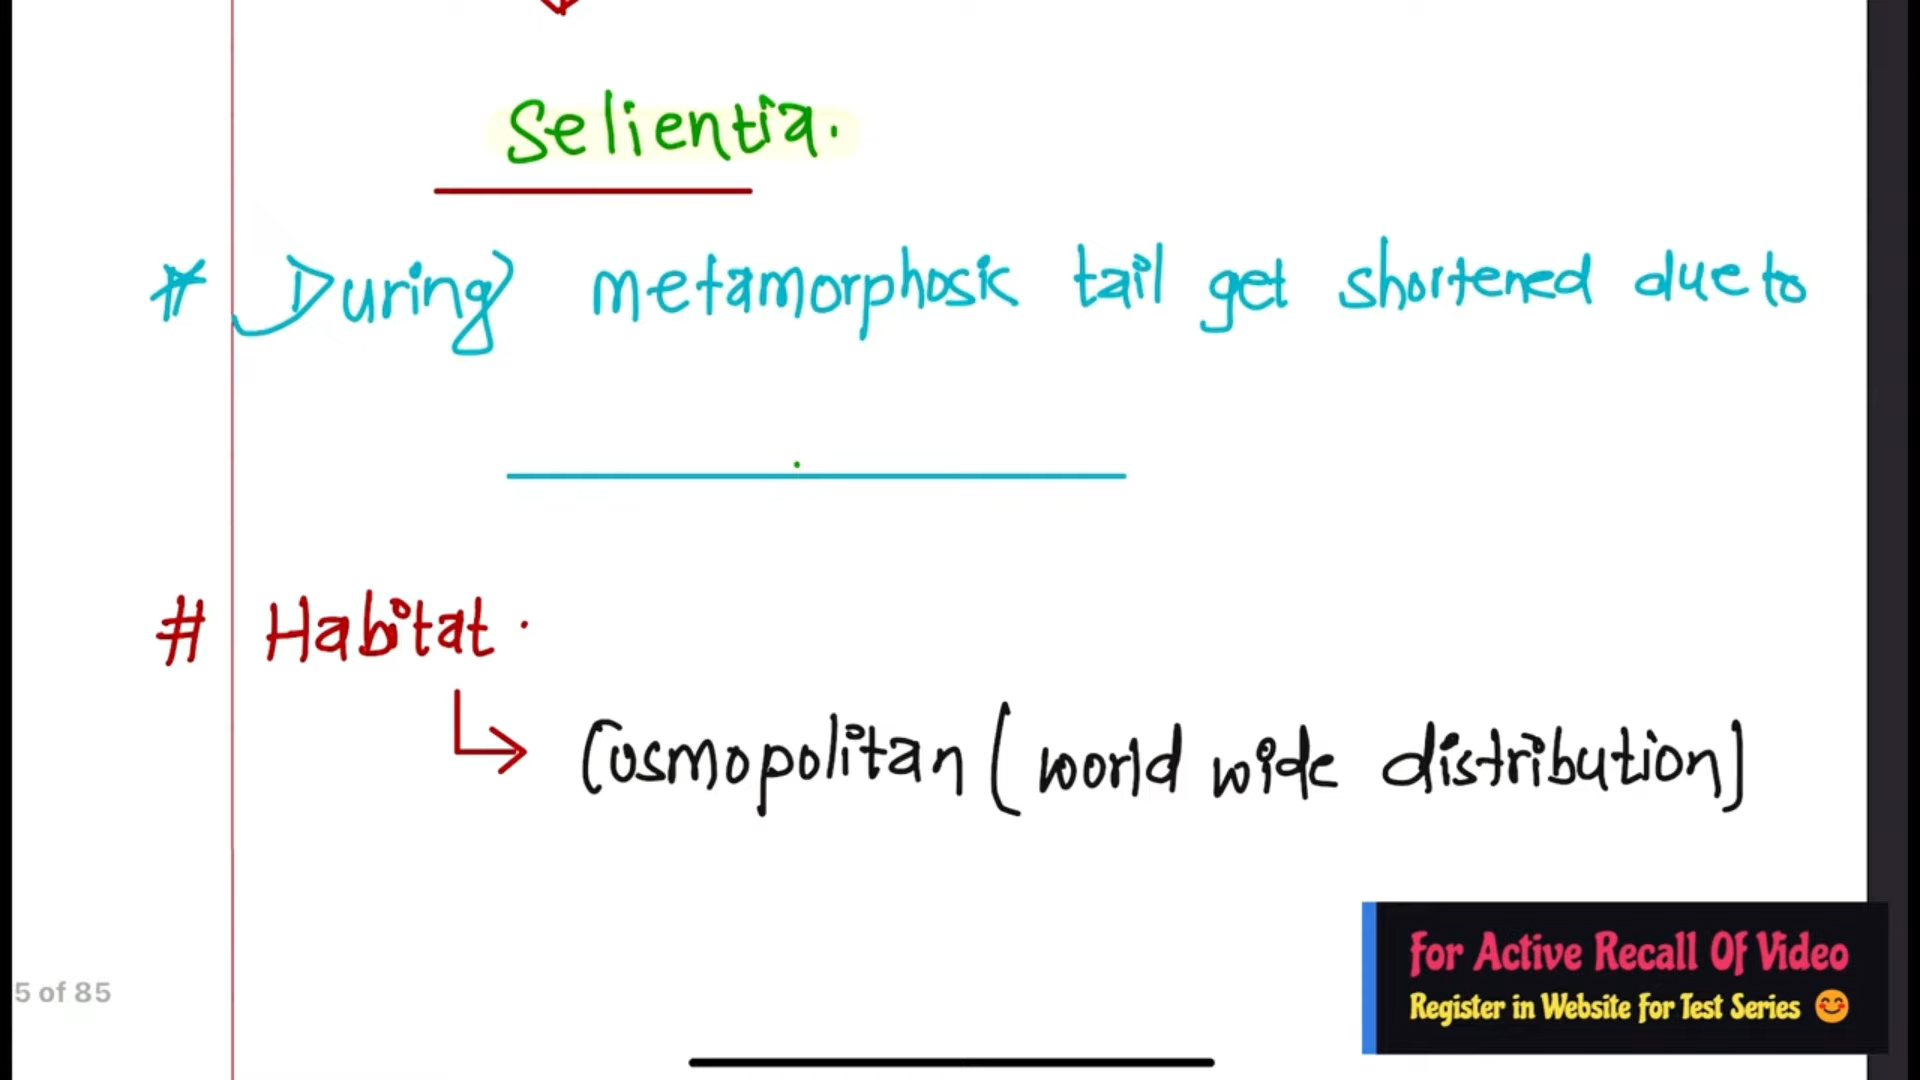 Selientia.
* During metamorphosis tail get shortened due to
# Habitat.
Cosmopolitan (world wide distribution)
For Active Recall Of Video
Register in Website for Test Series 😊
5 of 85